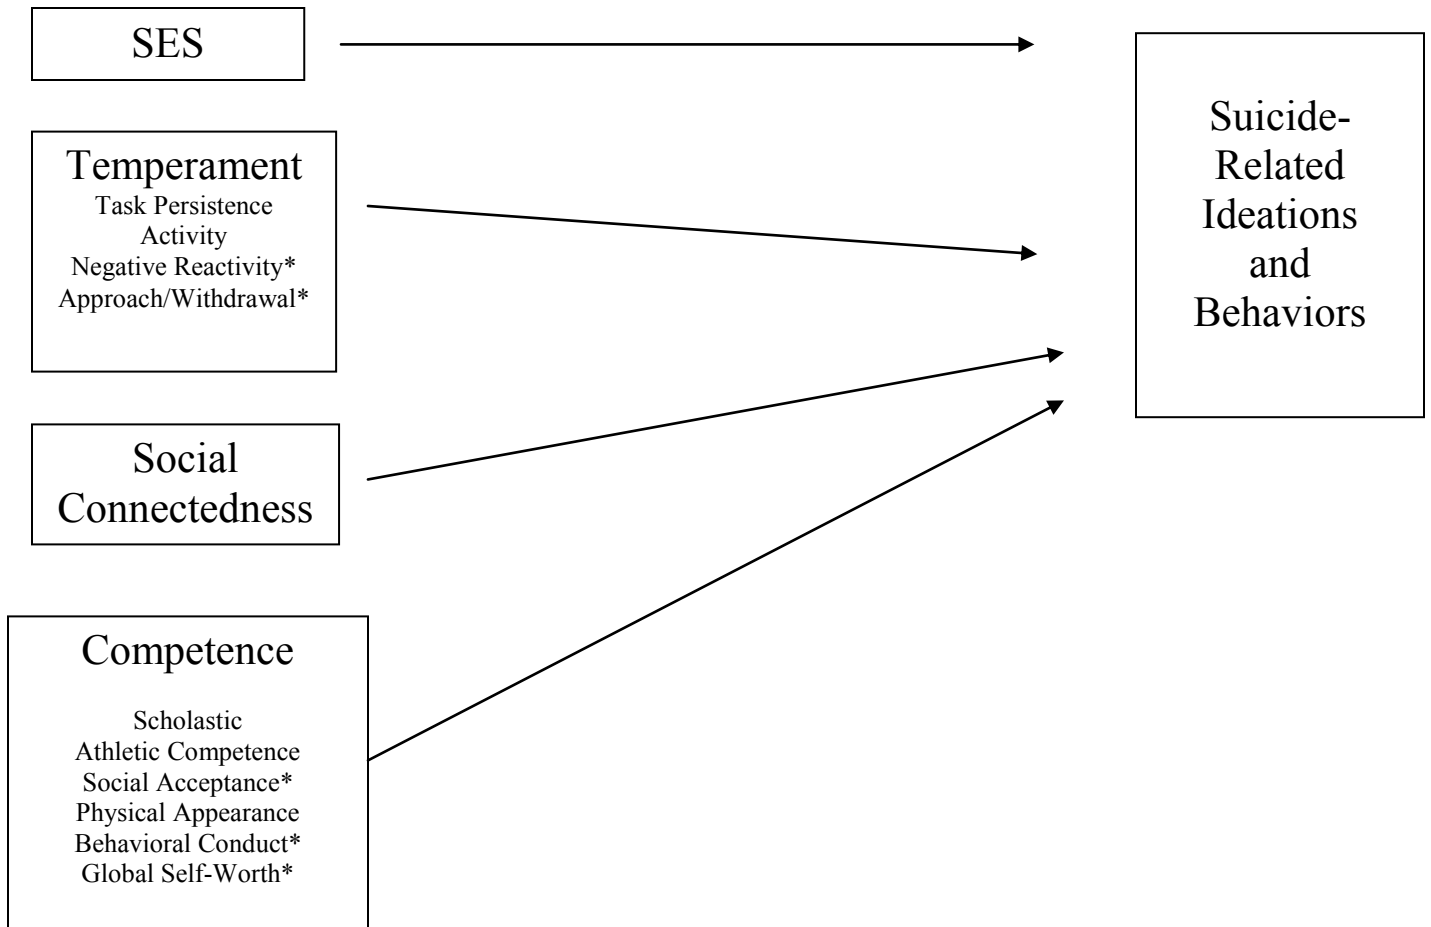 SES
Temperament
Task Persistence
Activity
Negative Reactivity*
Approach/Withdrawal*
Social
Connectedness
Competence
Scholastic
Athletic Competence
Social Acceptance*
Physical Appearance
Behavioral Conduct*
Global Self-Worth*
Suicide-
Related
Ideations
and
Behaviors